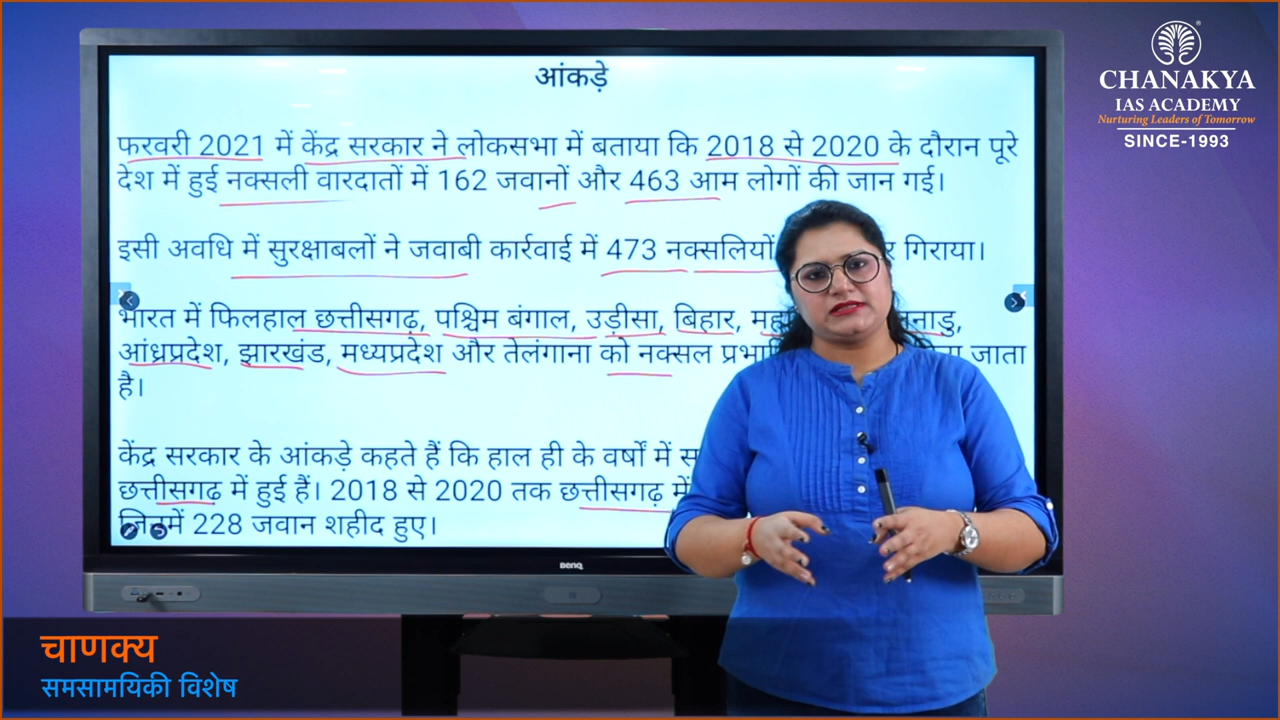 आंकड़े
फरवरी 2021 में केंद्र सरकार ने लोकसभा में बताया कि 2018 से 2020 के दौरान पूरे
देश में हुई नक्सली वारदातों में 162 जवानों और 463 आम लोगों की जान गई।
इसी अवधि में सुरक्षाबलों ने जवाबी कार्रवाई में 473 नक्सलियों गिराया।
भारत में फिलहाल छत्तीसगढ़, पश्चिम बंगाल, उड़ीसा, बिहार,
आंध्रप्रदेश, झारखंड, मध्यप्रदेश और तेलंगाना को नक्सल जाता
है।
केंद्र सरकार के आंकड़े कहते हैं कि हाल ही के वर्षों में
छत्तीसगढ़ में हुई हैं। 2018 से 2020 तक छत्तीसगढ़ में
जिनमें 228 जवान शहीद हुए।
BenQ
CHANAKYA
IAS ACADEMY
Nurturing Leaders of Tomorrow
SINCE-1993
चाणक्य
समसामयिकी विशेष